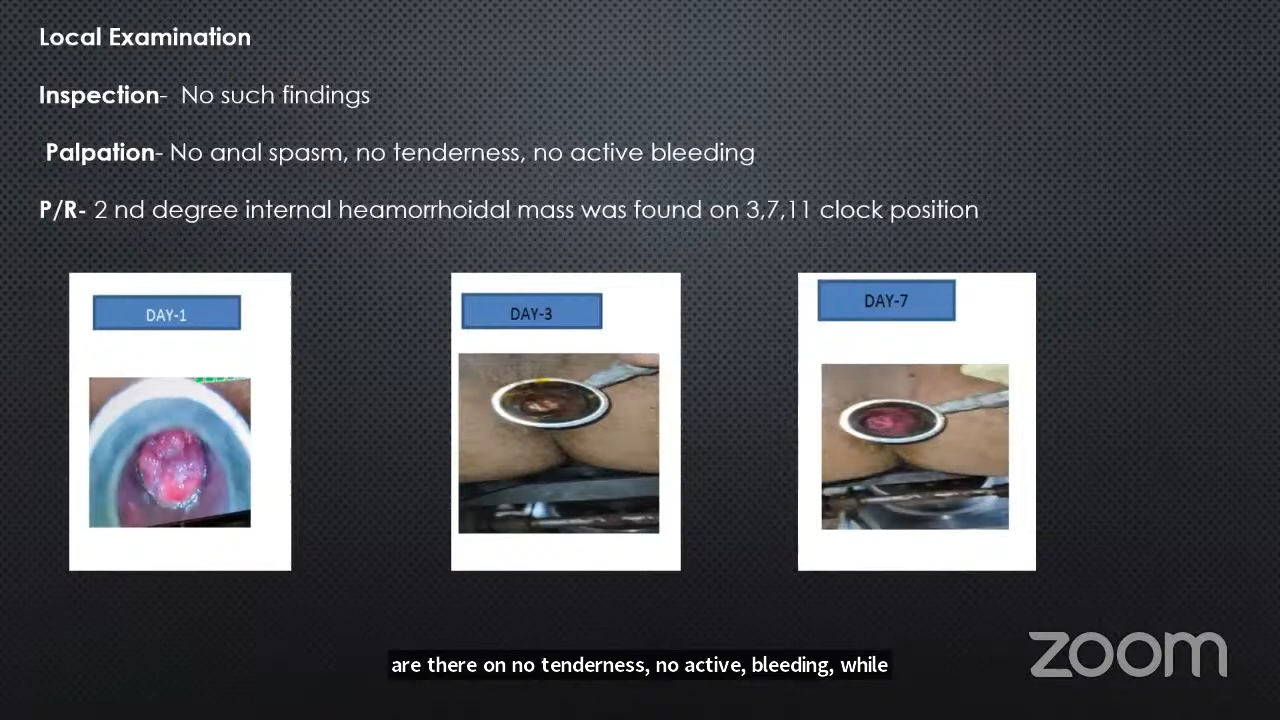 Local Examination
Inspection- No such findings
Palpation- No anal spasm, no tenderness, no active bleeding
P/R- 2 nd degree internal heamorrhoidal mass was found on 3,7,11 clock position
DAY-1
DAY-3
DAY-7
are there on no tenderness, no active, bleeding, while
zoom